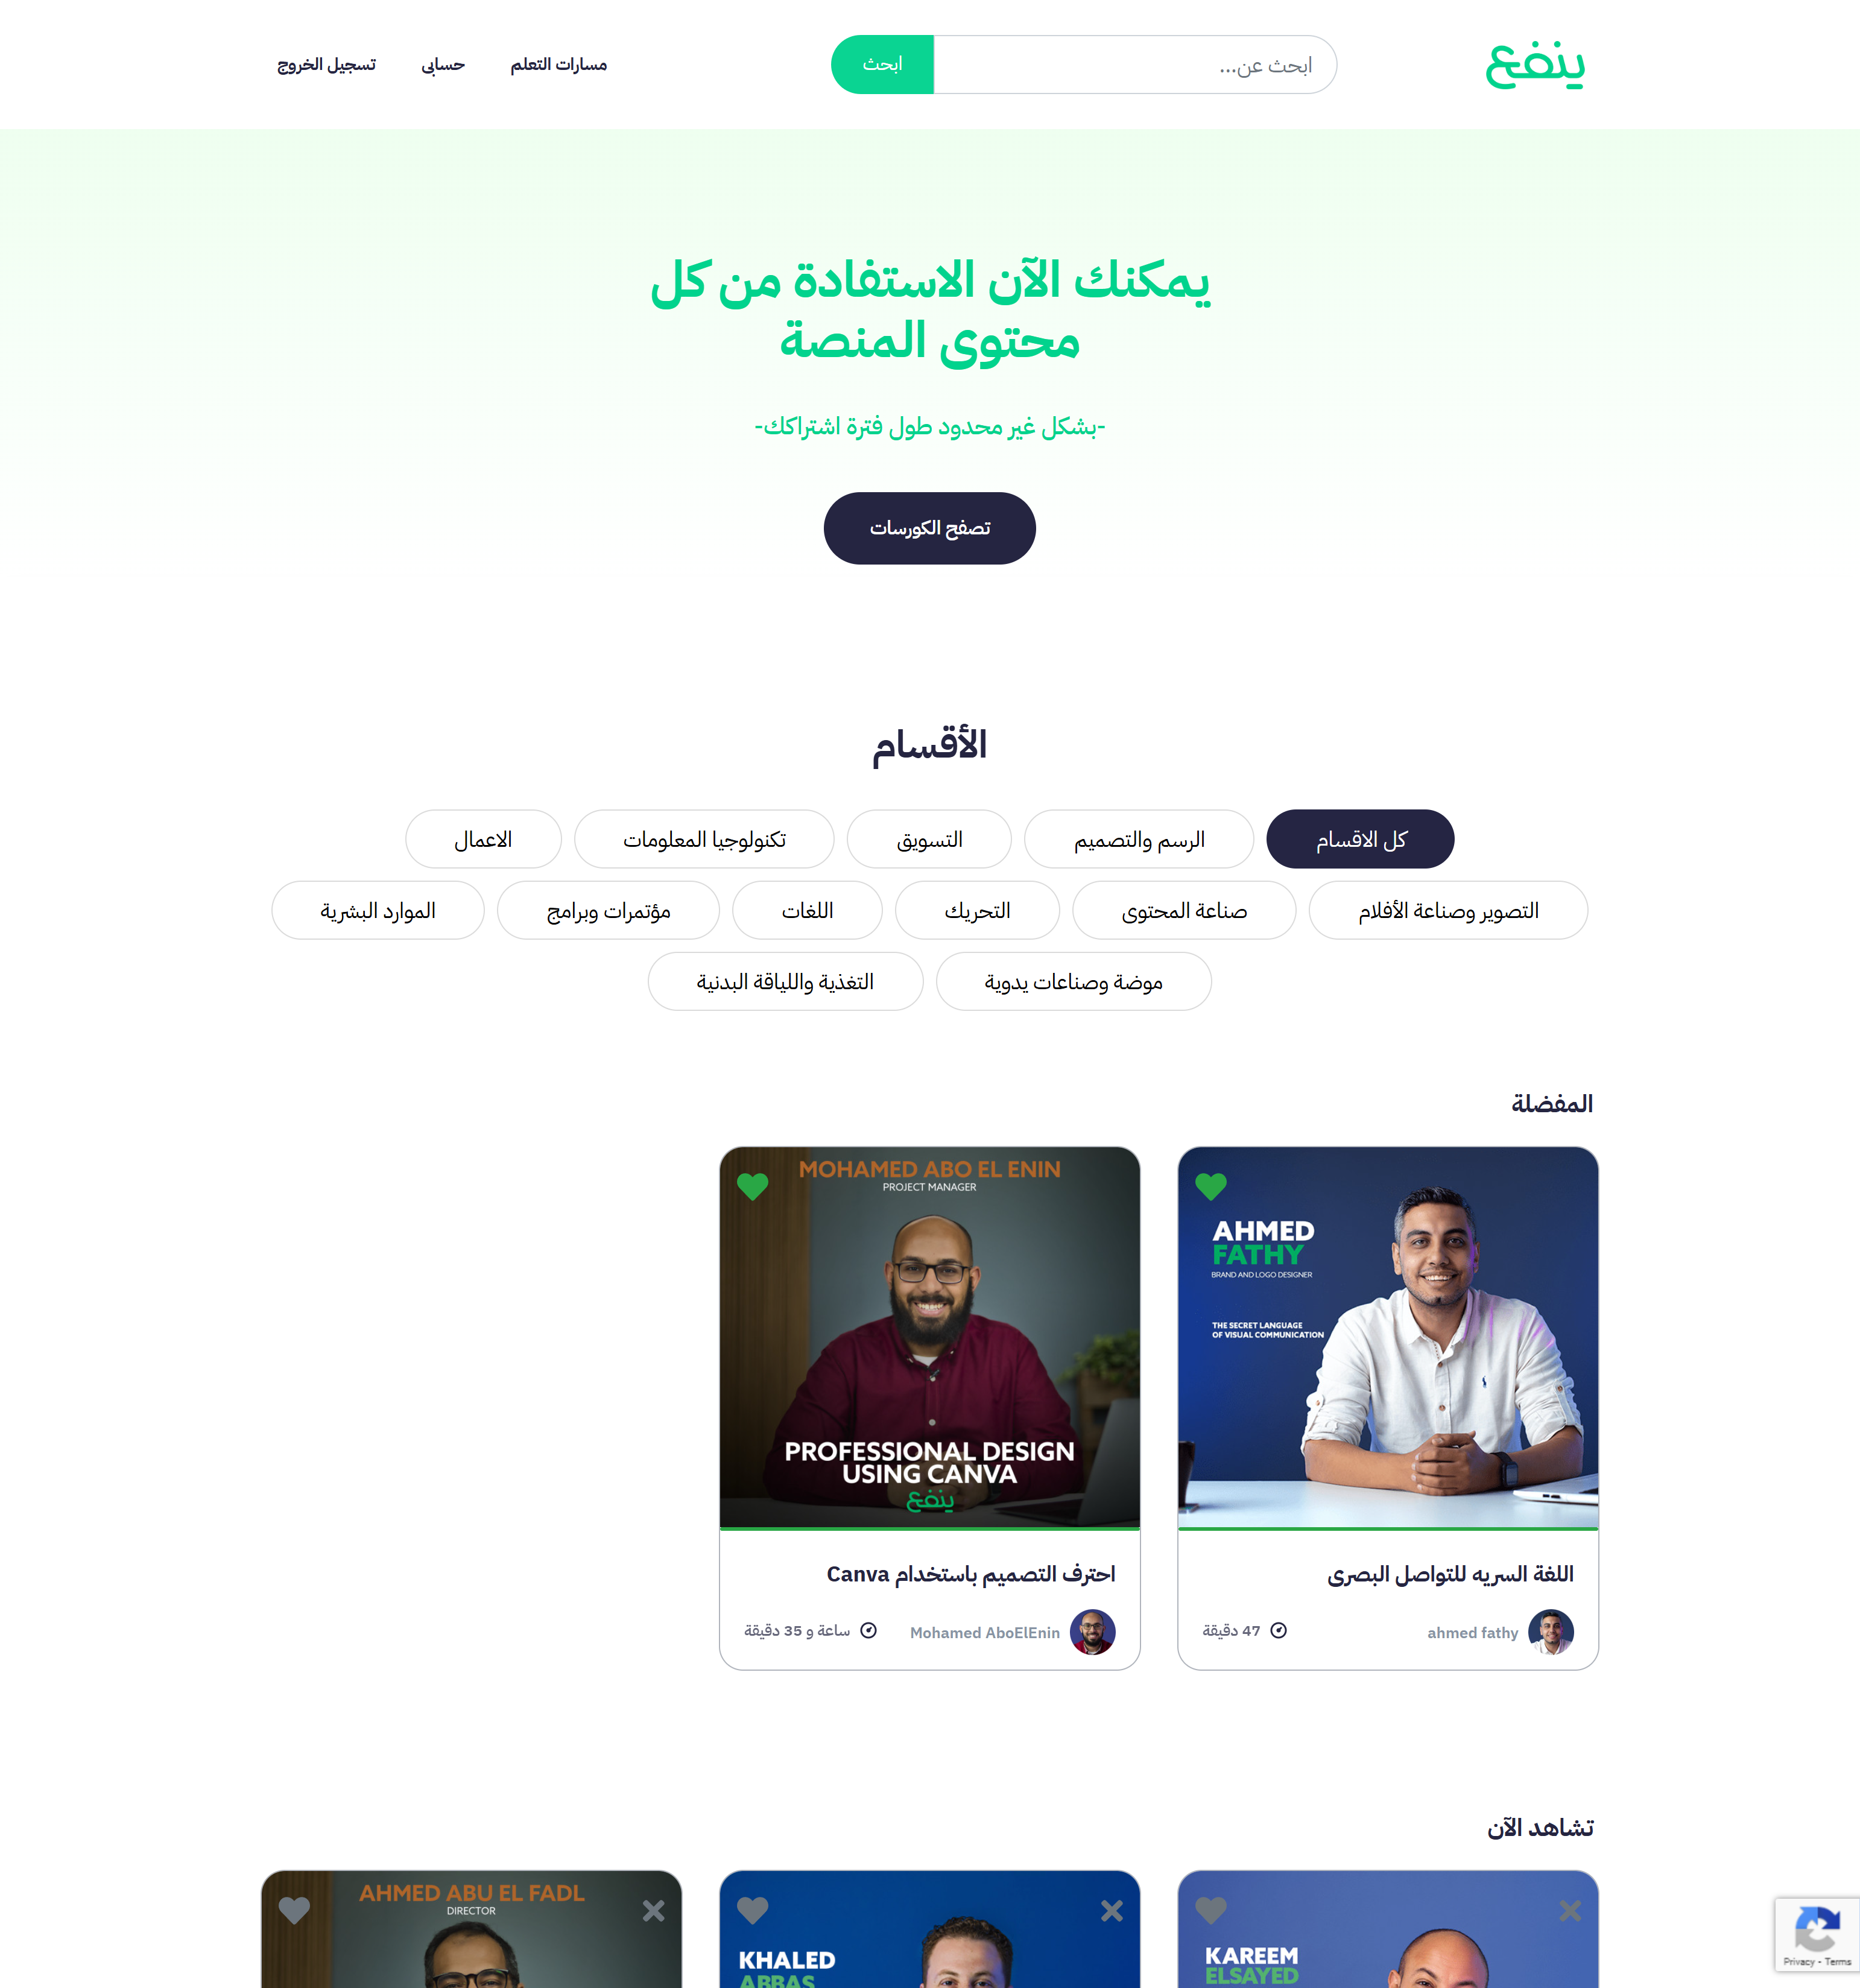 ينفع
ابحث عن...
ابحث
مسارات التعلم
حسابى
تسجيل الخروج
يمكنك الآن الاستفادة من كل
محتوى المنصة
-بشكل غير محدود طول فترة اشتراكك-
تصفح الكورسات
الأقسام
كل الاقسام
الرسم والتصميم
التسويق
تكنولوجيا المعلومات
الاعمال
التصوير وصناعة الأفلام
صناعة المحتوى
التحريك
اللغات
مؤتمرات وبرامج
الموارد البشرية
موضة وصناعات يدوية
التغذية واللياقة البدنية
المفضلة
AHMED
FATHY
BRAND AND LOGO DESIGNER
THE SECRET LANGUAGE
OF VISUAL COMMUNICATION
اللغة السريه للتواصل البصرى
ahmed fathy
47 دقيقة
MOHAMED ABO EL ENIN
PROJECT MANAGER
PROFESSIONAL DESIGN
USING CANVA
ينفع
احترف التصميم باستخدام Canva
Mohamed AboElEnin
ساعة و 35 دقيقة
تشاهد الآن
KAREEM
ELSAYED
KHALED
ABBAS
AHMED ABU EL FADL
DIRECTOR
Privacy - Terms